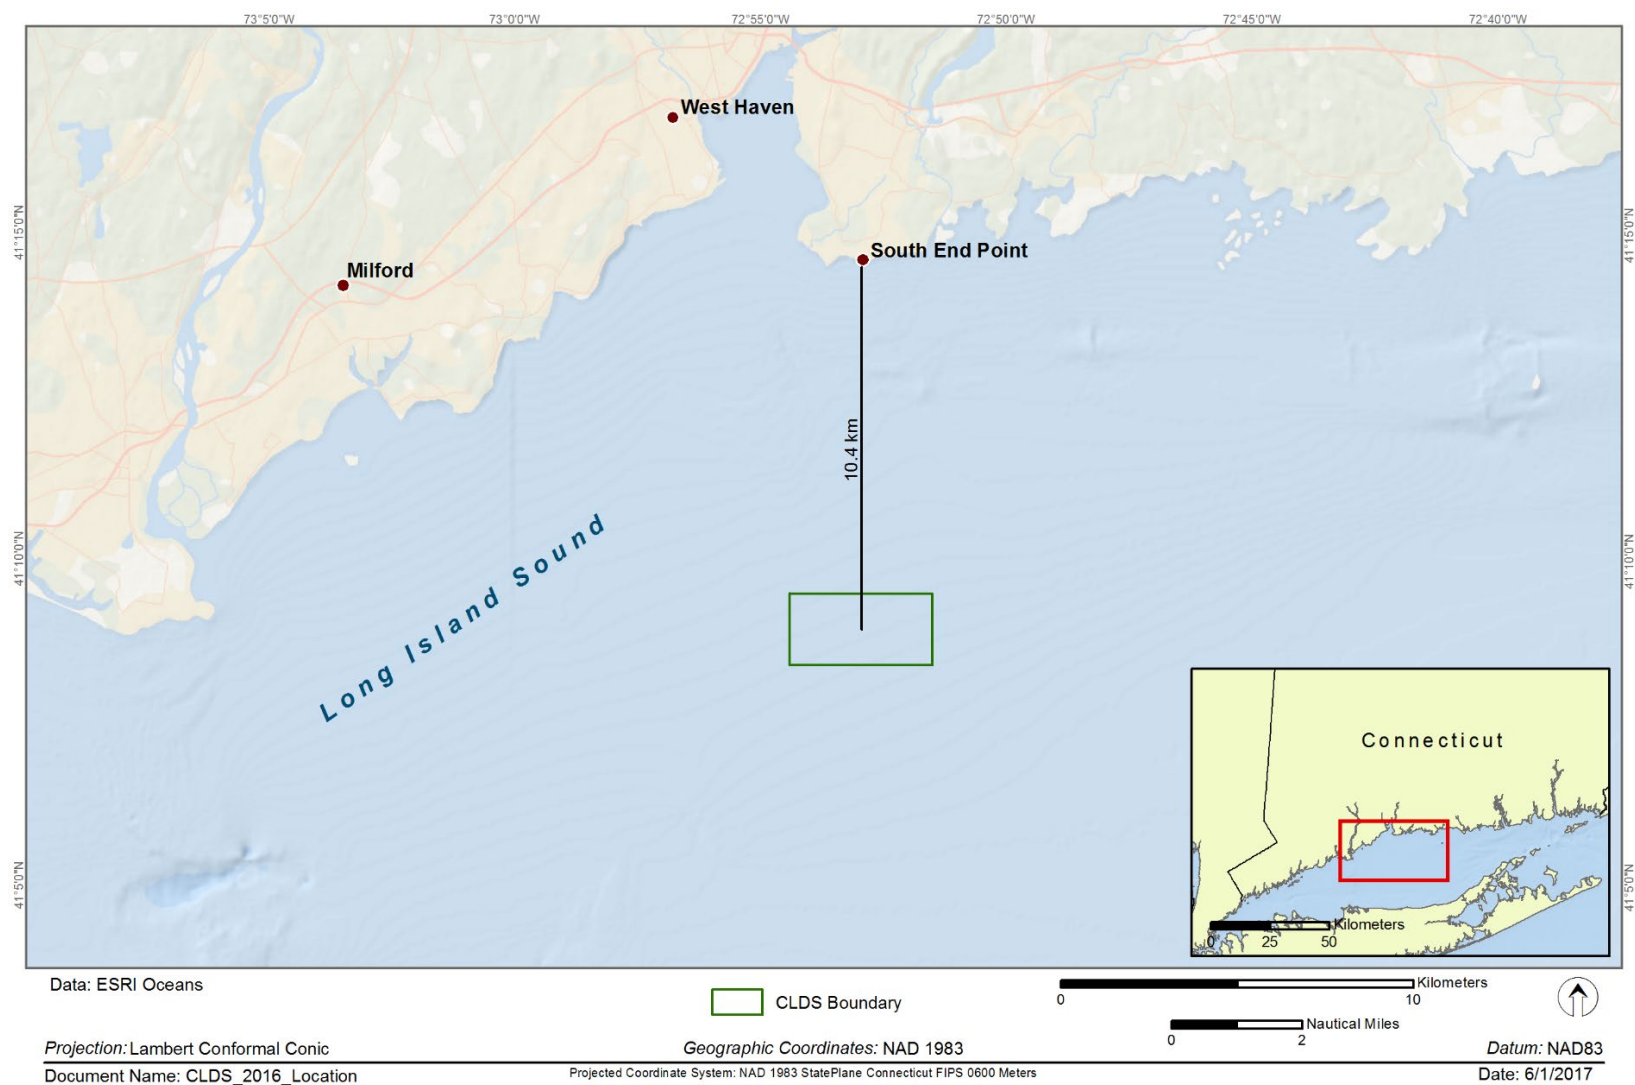 73°5'0"W 73°0'0"W 72°55'0"W 72°50'0"W 72°45'0"W 72°40'0"W
West Haven
41°15'0"N
41°15'0"N
South End Point
Milford
10.4 km
41°10'0"N
41°10'0"N
Long Island Sound
Connecticut
41°5'0"N
41°5'0"N
Kilometers
0 25 50
Data: ESRI Oceans
CLDS Boundary
Kilometers
0 10
Nautical Miles
0 2
Projection: Lambert Conformal Conic
Geographic Coordinates: NAD 1983
Datum: NAD83
Document Name: CLDS_2016_Location
Projected Coordinate System: NAD 1983 StatePlane Connecticut FIPS 0600 Meters
Date: 6/1/2017